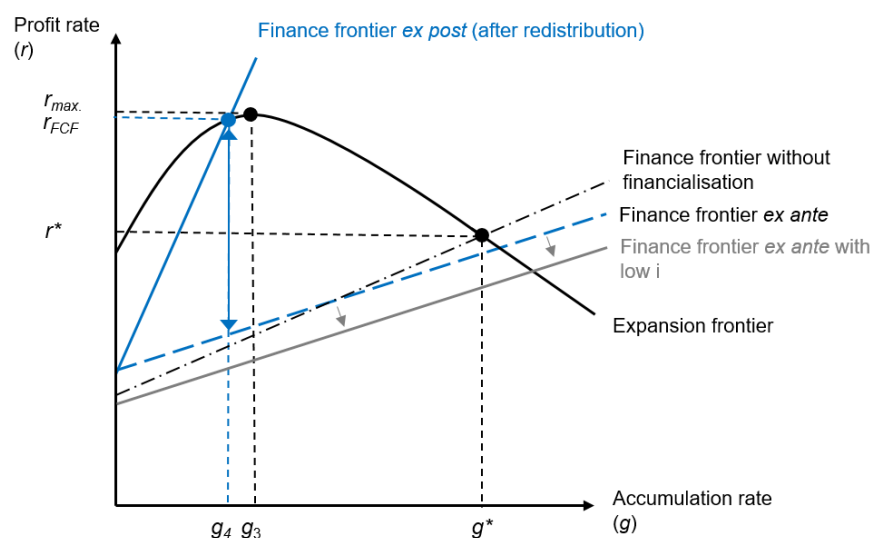 Profit rate
(r)
Finance frontier ex post (after redistribution)
rmax.
rFCF
Finance frontier without
financialisation
Finance frontier ex ante
r*
Finance frontier ex ante with
low i
Expansion frontier
Accumulation rate
(g)
g4 g3 g*